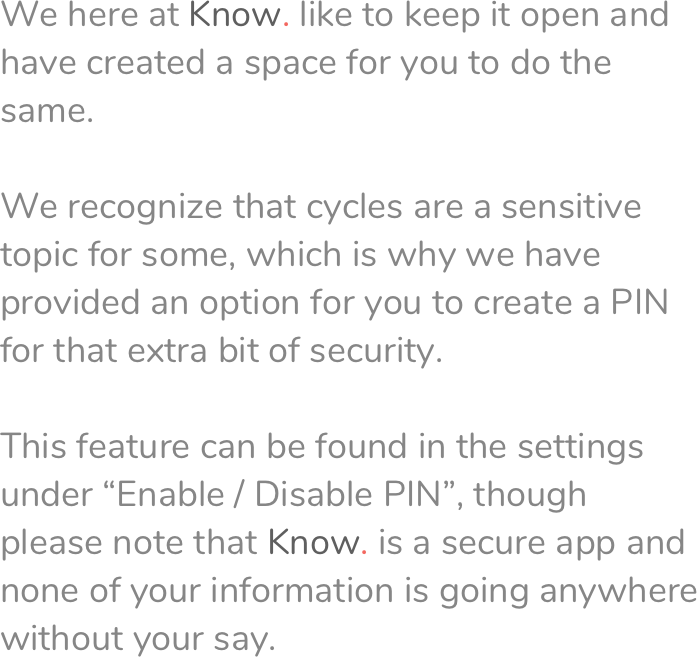 We here at Know. like to keep it open and
have created a space for you to do the
same.
We recognize that cycles are a sensitive
topic for some, which is why we have
provided an option for you to create a PIN
for that extra bit of security.
This feature can be found in the settings
under “Enable / Disable PIN”, though
please note that Know. is a secure app and
none of your information is going anywhere
without your say.